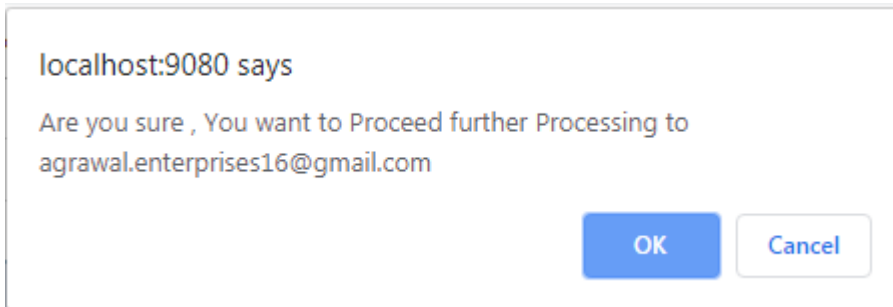 localhost:9080 says
Are you sure , You want to Proceed further Processing to
agrawal.enterprises16@gmail.com
OK
Cancel